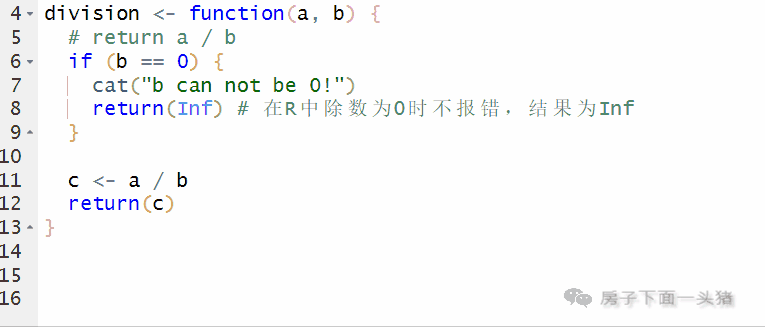 4 division <- function(a, b) {
5 # return a / b
6 if (b == 0) {
7 cat("b can not be 0!")
8 return(Inf) # 在R中除数为0时不报错，结果为Inf
9 }
10
11 c <- a / b
12 return(c)
13 }
14
15
16
房子下面一头猪